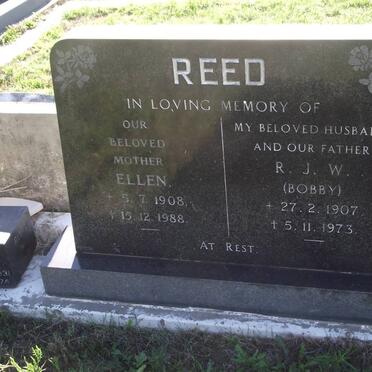 REED
IN LOVING MEMORY OF
OUR
BELOVED
MOTHER
ELLEN.
+ 5. 7. 1908.
+ 15. 12. 1988.
MY BELOVED HUSBA
AND OUR FATHER
R. J. W.
(BOBBY)
+ 27. 2. 1907
+ 5. 11. 1973
AT REST.